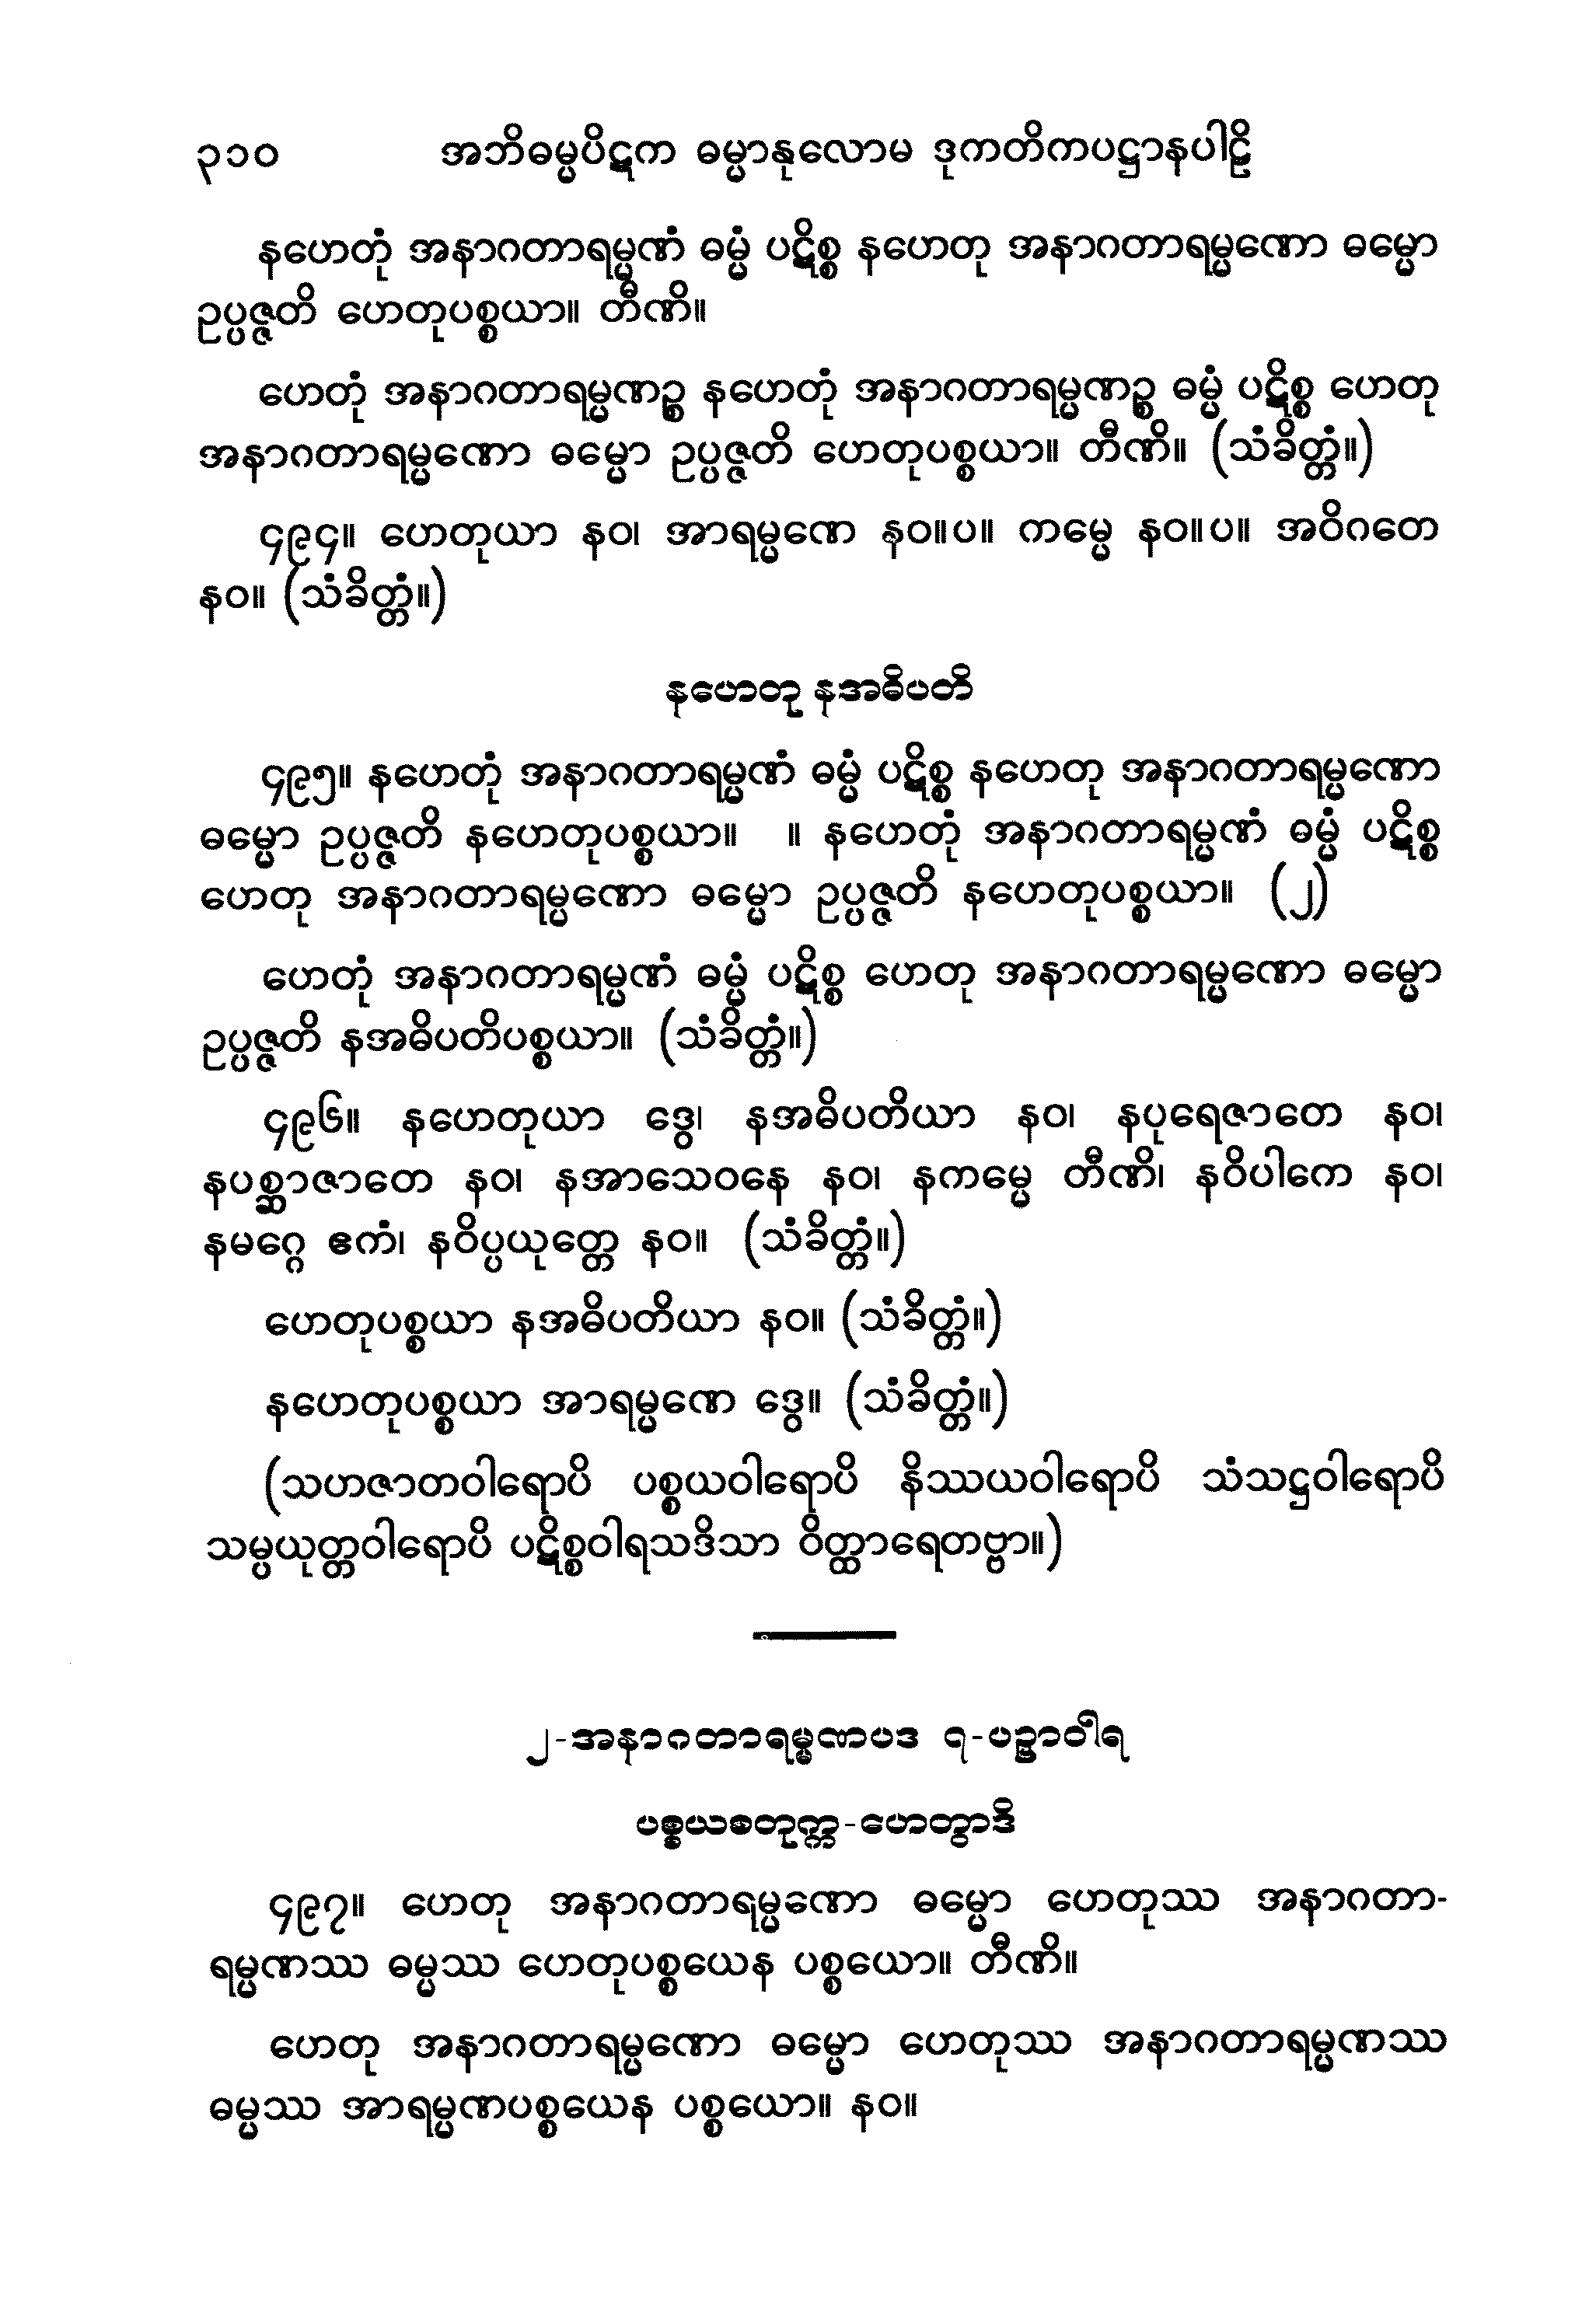 ၃၁၀ အဘိဓမ္မပိဋက ဓမ္မာနုလောမ ဒုကတိကပဋ္ဌာနပါဠိ
နဟေတုံ အနာဂတာရမ္မဏံ ဓမ္မံ ပဋိစ္စ နဟေတု အနာဂတာရမ္မဏော ဓမ္မော
ဥပ္ပဇ္ဇတိ ဟေတုပစ္စယာ။ တီဏိ။
ဟေတုံ အနာဂတာရမ္မဏဉ္စ နဟေတုံ အနာဂတာရမ္မဏဉ္စ ဓမ္မံ ပဋိစ္စ ဟေတု
အနာဂတာရမ္မဏော ဓမ္မော ဥပ္ပဇ္ဇတိ ဟေတုပစ္စယာ။ တီဏိ။ (သံခိတ္တံ။)
၄၉၄။ ဟေတုယာ နဝ၊ အာရမ္မဏေ နဝ။ပ။ ကမ္မေ နဝ။ပ။ အဝိဂတေ
နဝ။ (သံခိတ္တံ။)
နဟေတု နအဓိပတိ
၄၉၅။ နဟေတုံ အနာဂတာရမ္မဏံ ဓမ္မံ ပဋိစ္စ နဟေတု အနာဂတာရမ္မဏော
ဓမ္မော ဥပ္ပဇ္ဇတိ နဟေတုပစ္စယာ။ ။ နဟေတုံ အနာဂတာရမ္မဏံ ဓမ္မံ ပဋိစ္စ
ဟေတု အနာဂတာရမ္မဏော ဓမ္မော ဥပ္ပဇ္ဇတိ နဟေတုပစ္စယာ။ (၂)
ဟေတုံ အနာဂတာရမ္မဏံ ဓမ္မံ ပဋိစ္စ ဟေတု အနာဂတာရမ္မဏော ဓမ္မော
ဥပ္ပဇ္ဇတိ နအဓိပတိပစ္စယာ။ (သံခိတ္တံ။)
၄၉၆။ နဟေတုယာ ဒွေ၊ နအဓိပတိယာ နဝ၊ နပုရေဇာတေ နဝ၊
နပစ္ဆာဇာတေ နဝ၊ နအာသေဝနေ နဝ၊ နကမ္မေ တီဏိ၊ နဝိပါကေ နဝ၊
နမဂ္ဂေ ဧကံ၊ နဝိပ္ပယုတ္တေ နဝ။ (သံခိတ္တံ။)
ဟေတုပစ္စယာ နအဓိပတိယာ နဝ။ (သံခိတ္တံ။)
နဟေတုပစ္စယာ အာရမ္မဏေ ဒွေ။ (သံခိတ္တံ။)
(သဟဇာတဝါရောပိ ပစ္စယဝါရောပိ နိဿယဝါရောပိ သံသဋ္ဌဝါရောပိ
သမ္ပယုတ္တဝါရောပိ ပဋိစ္စဝါရသဒိသာ ဝိတ္ထာရေတဗ္ဗာ။)
၂-အနာဂတာရမ္မဏပဒ ၇-ပဉှာဝါရ
ပစ္စယစတုက္က-ဟေတွာဒိ
၄၉၇။ ဟေတု အနာဂတာရမ္မဏော ဓမ္မော ဟေတုဿ အနာဂတာ-
ရမ္မဏဿ ဓမ္မဿ ဟေတုပစ္စယေန ပစ္စယော။ တီဏိ။
ဟေတု အနာဂတာရမ္မဏော ဓမ္မော ဟေတုဿ အနာဂတာရမ္မဏဿ
ဓမ္မဿ အာရမ္မဏပစ္စယေန ပစ္စယော။ နဝ။